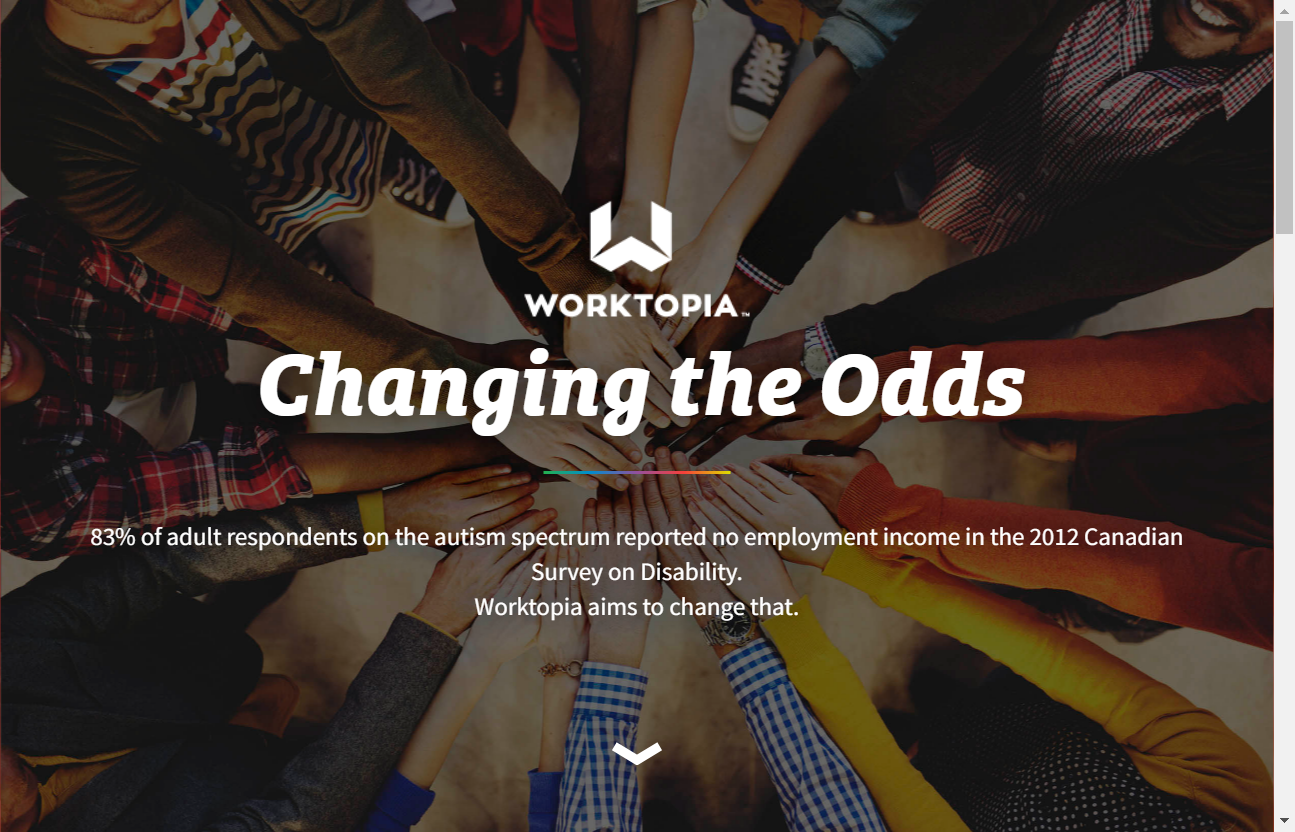 WORKTOPIA™
Changing the Odds
83% of adult respondents on the autism spectrum reported no employment income in the 2012 Canadian
Survey on Disability.
Worktopia aims to change that.